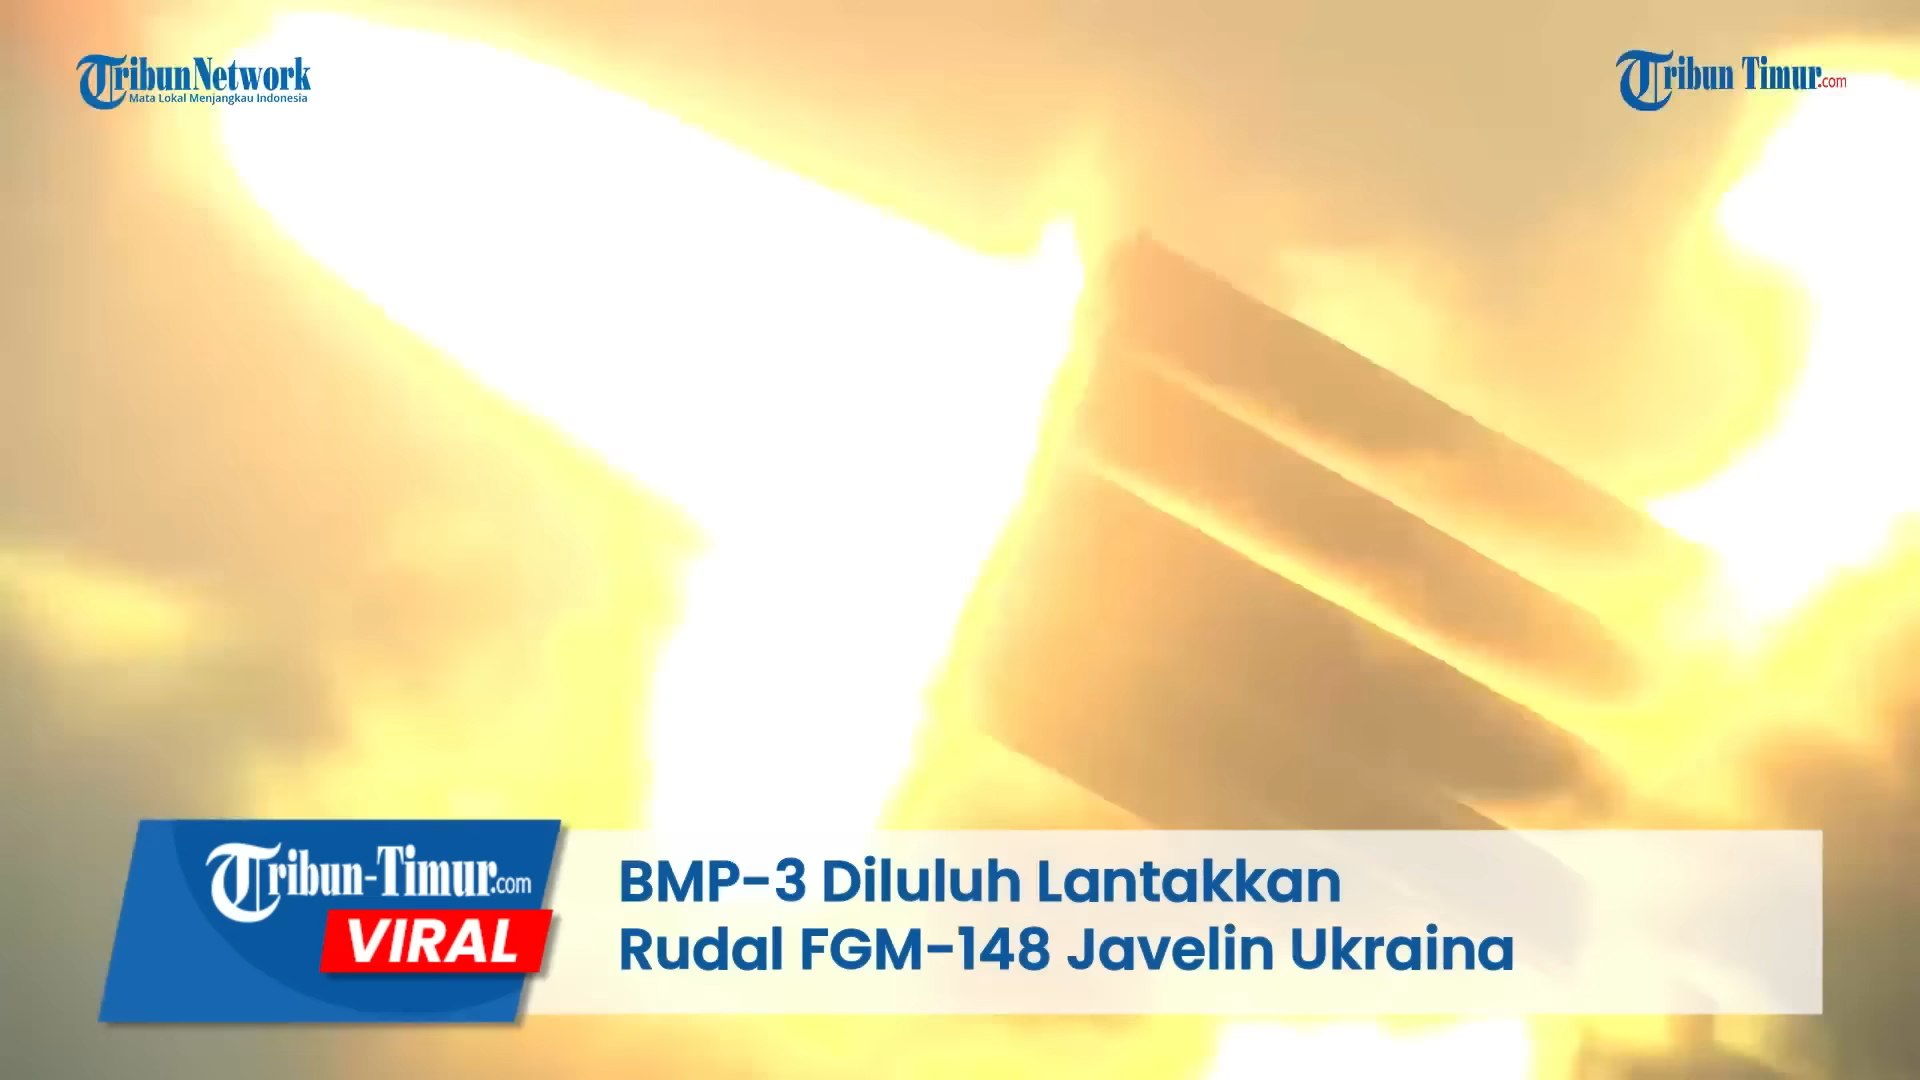 TribunNetwork
Mata Lokal Menjangkau Indonesia
Tribun Timur.com
Tribun-Timur.com
VIRAL
BMP-3 Diluluh Lantakkan
Rudal FGM-148 Javelin Ukraina